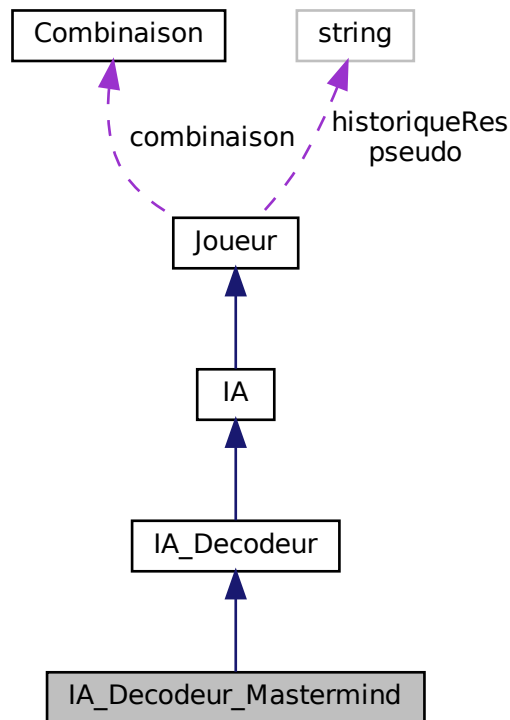 Combinaison
string
combinaison
historiqueRes
pseudo
Joueur
IA
IA_Decodeur
IA_Decodeur_Mastermind